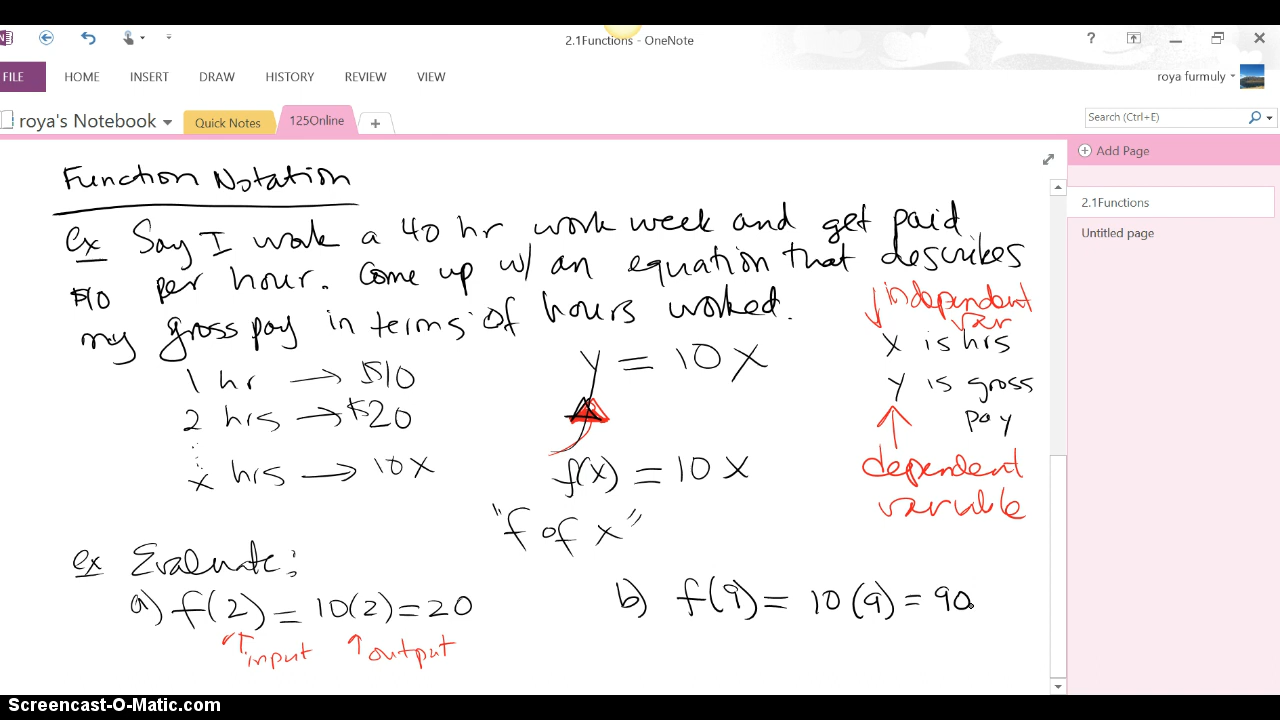 2.1Functions - OneNote
?
FILE HOME INSERT DRAW HISTORY REVIEW VIEW
roya furmuly
roya's Notebook
Quick Notes
125Online
+
Search (Ctrl+E)
Add Page
2.1Functions
Untitled page
Function Notation
ex Say I work a 40 hr work week and get paid
$10 per hour. Come up w/ an equation that describes
my gross pay in terms of hours worked.
independent
var
1 hr → $10
2 hrs → $20
x hrs → 10x
y = 10x
f(x) = 10x
"f of x"
x is hrs
y is gross
pay
dependent
variable
ex Evaluate:
a) f(2) = 10(2) = 20
input
output
b) f(9) = 10(9) = 90
Screencast-O-Matic.com